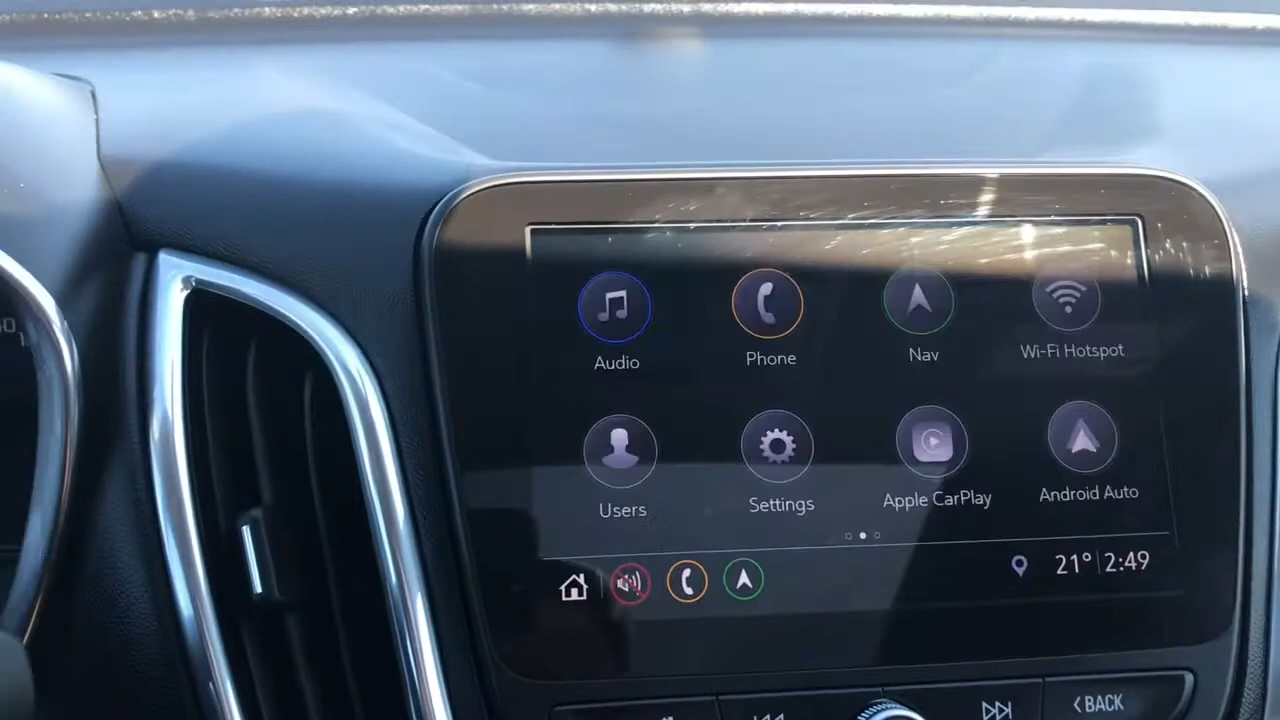 Audio Phone Nav Wi-Fi Hotspot
Users Settings Apple CarPlay Android Auto
21° 2:49
< BACK